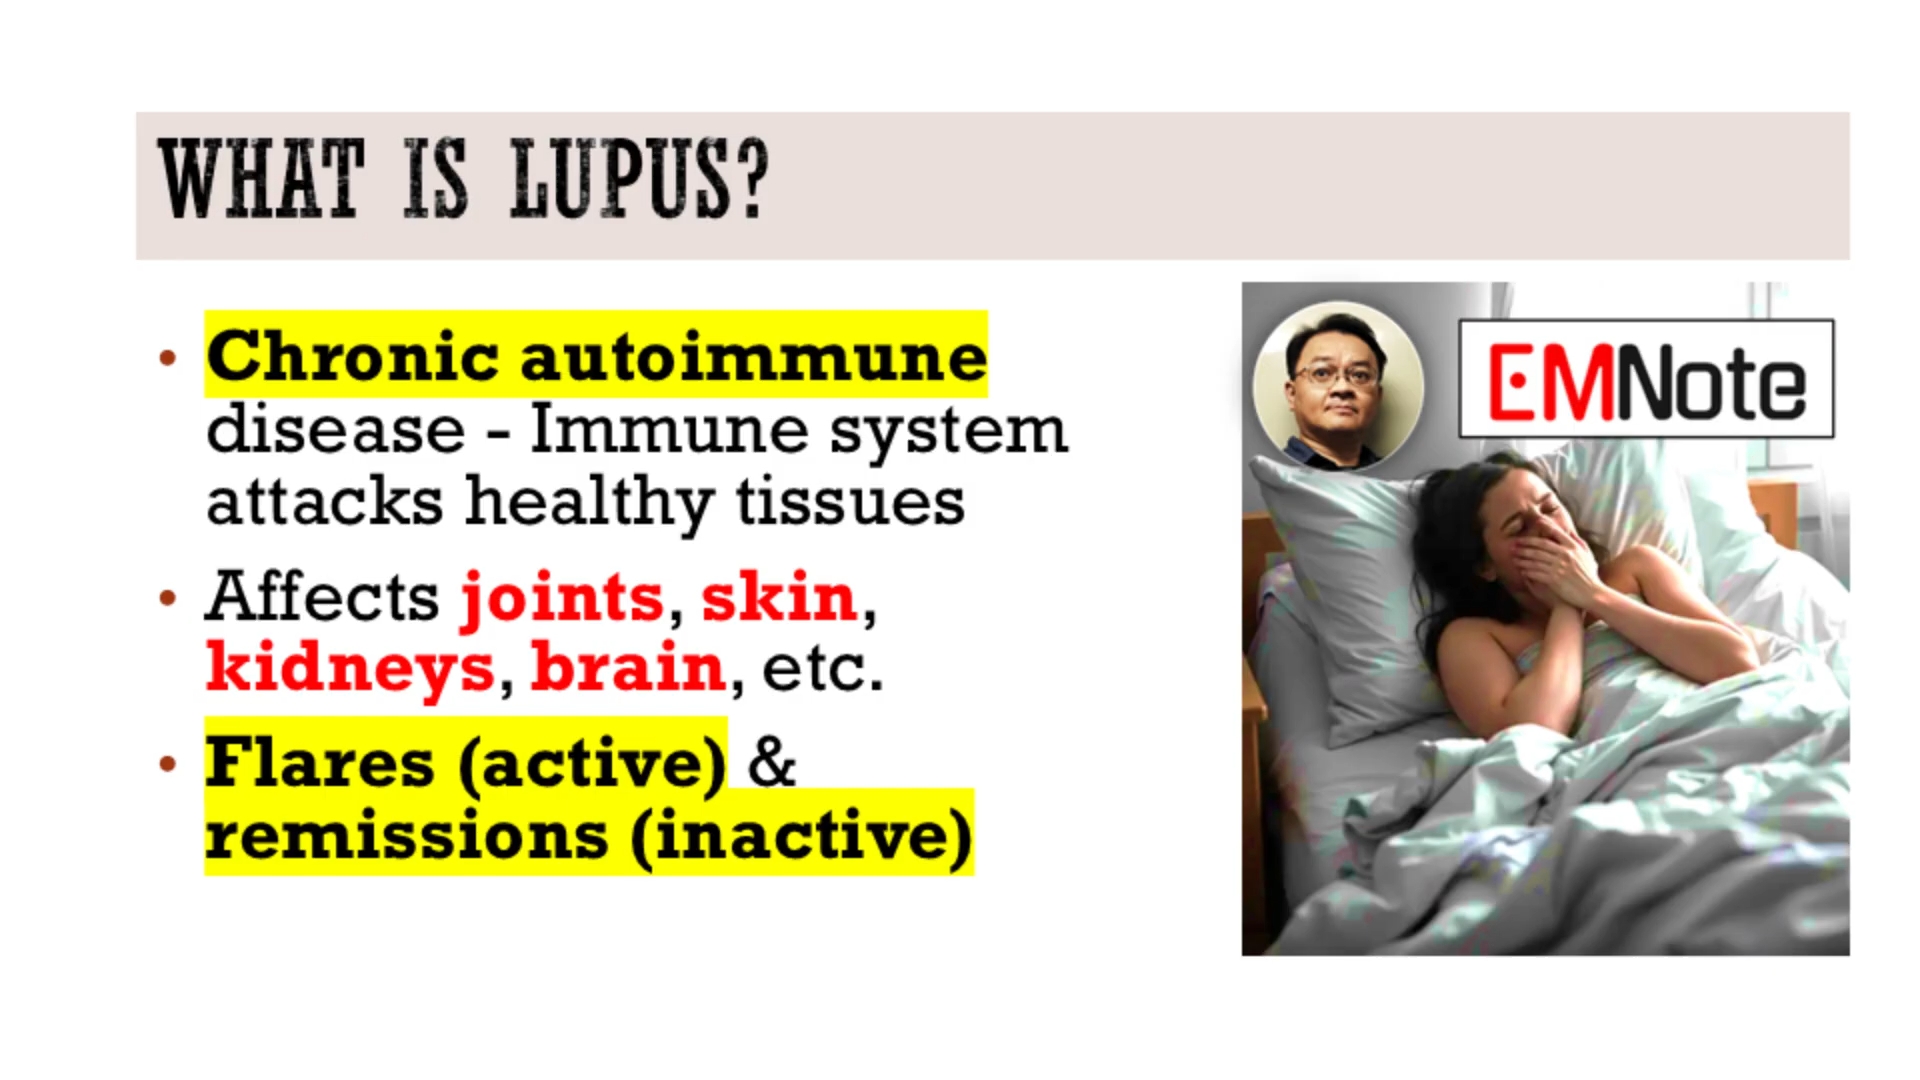 WHAT IS LUPUS?
• Chronic autoimmune
disease - Immune system
attacks healthy tissues
• Affects joints, skin,
kidneys, brain, etc.
• Flares (active) &
remissions (inactive)
EMNote